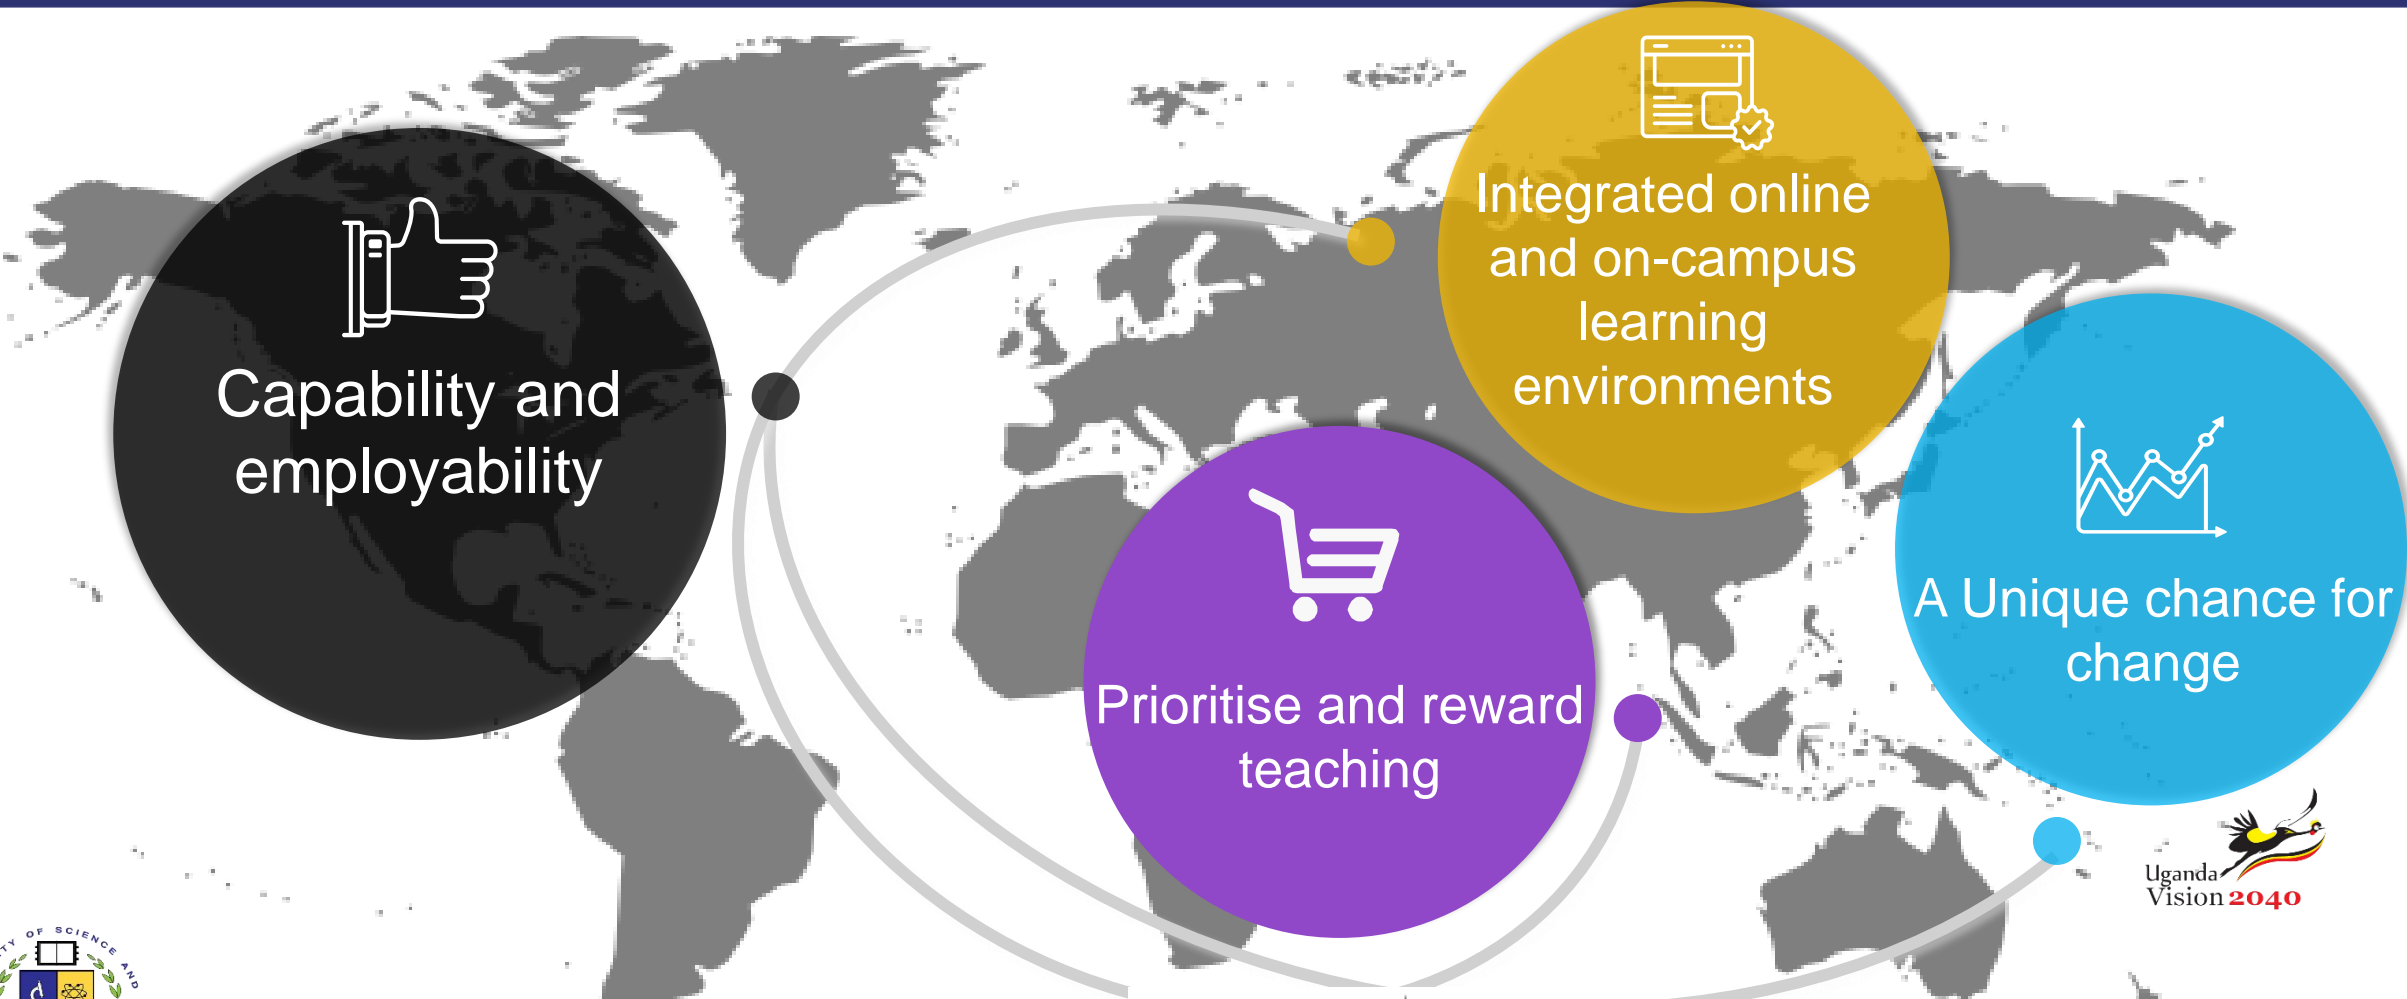 Capability and
employability
Integrated online
and on-campus
learning
environments
Prioritise and reward
teaching
A Unique chance for
change
Uganda
Vision 2040
OF SCIENCE AND